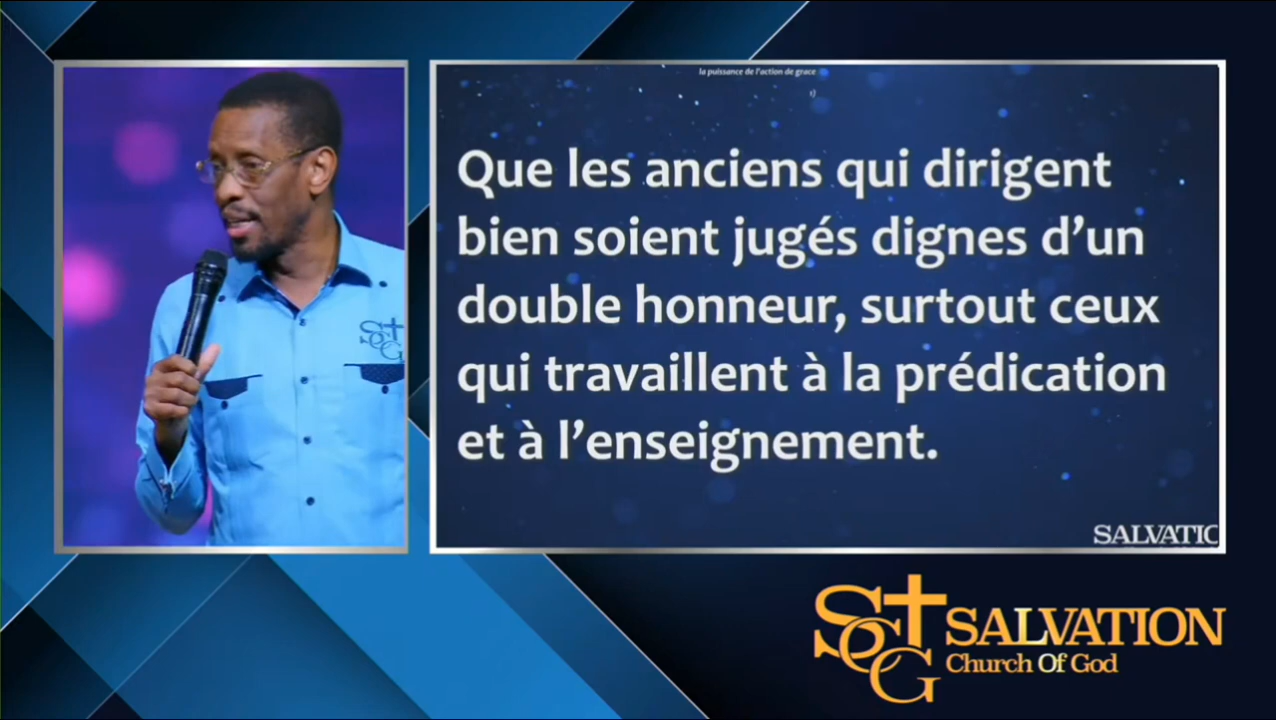 la puissance de l'action de grace
Que les anciens qui dirigent
bien soient jugés dignes d'un
double honneur, surtout ceux
qui travaillent à la prédication
et à l'enseignement.
SALVATIC
SCG
SALVATION
Church Of God